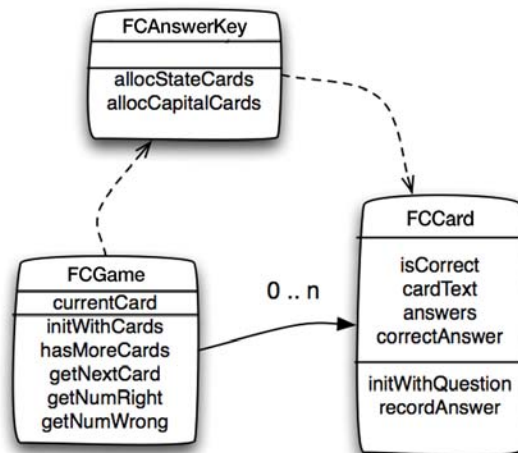 FCAnswerKey
allocStateCards
allocCapitalCards
FCGame
currentCard
initWithCards
hasMoreCards
getNextCard
getNumRight
getNumWrong
0 .. n
FCCard
isCorrect
cardText
answers
correctAnswer
initWithQuestion
recordAnswer